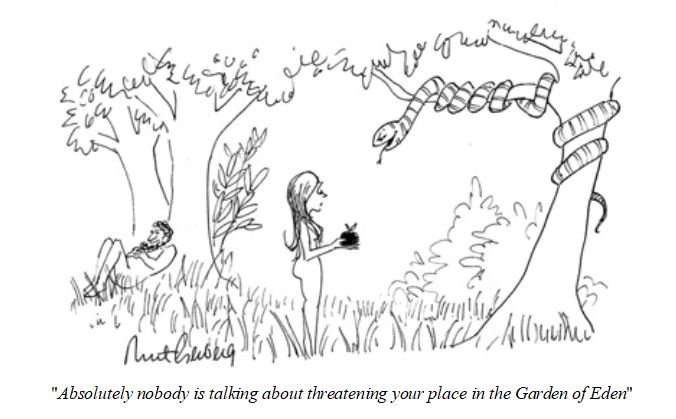 "Absolutely nobody is talking about threatening your place in the Garden of Eden"